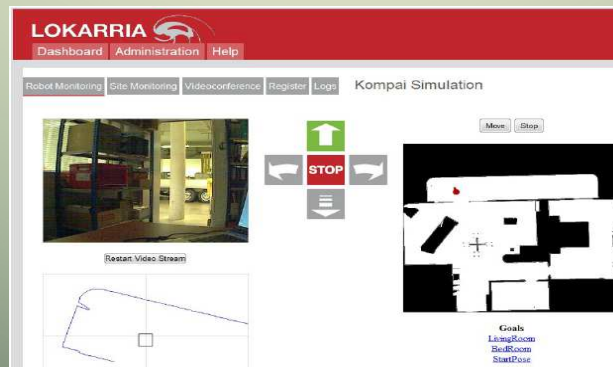 LOKARRIA
Dashboard Administration Help
Robot Monitoring Site Monitoring Videoconference Register Logs Kompai Simulation
Move Stop
STOP
Restart Video Stream
Goals
LivingRoom
BedRoom
StartPose